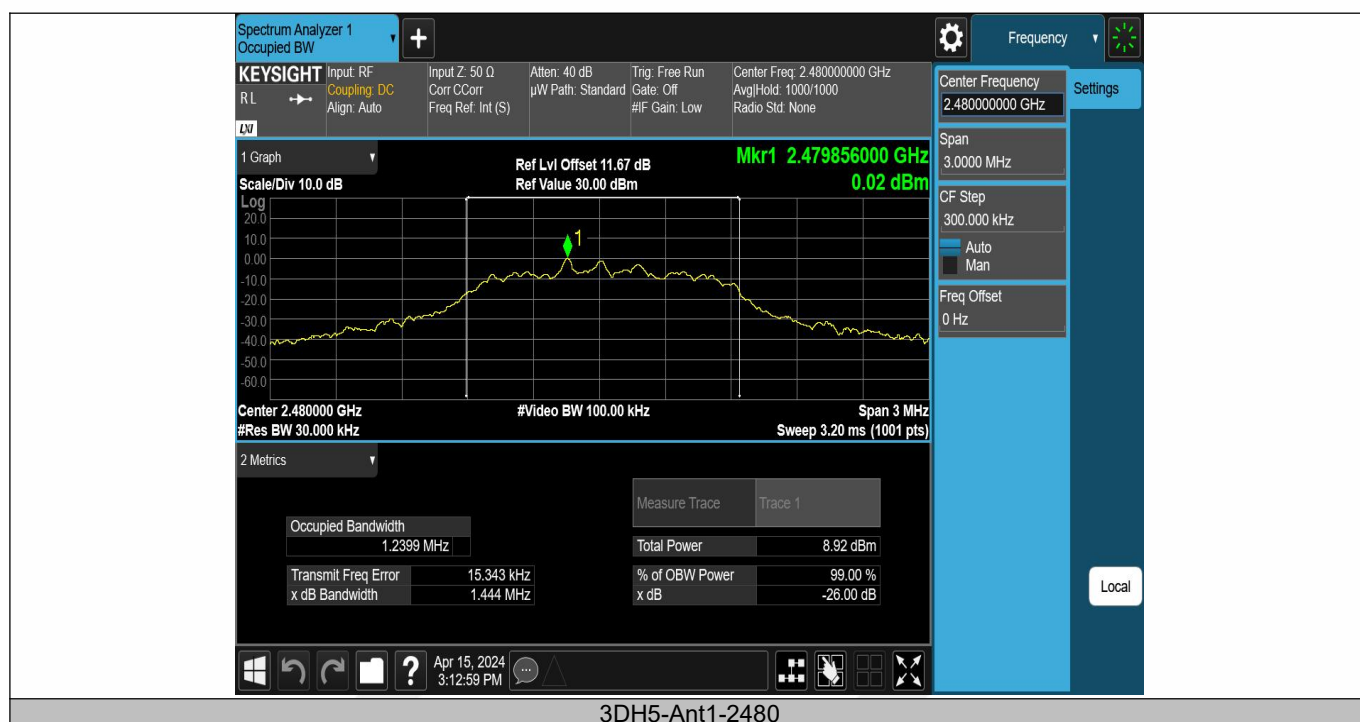 Spectrum Analyzer 1
Occupied BW
Frequency
KEYSIGHT
RL
LXI
Input: RF
Coupling: DC
Align: Auto
Input Z: 50 Ω
Corr CCorr
Freq Ref: Int (S)
Atten: 40 dB
µW Path: Standard
Trig: Free Run
Gate: Off
#IF Gain: Low
Center Freq: 2.480000000 GHz
Avg|Hold: 1000/1000
Radio Std: None
Center Frequency
2.480000000 GHz
Settings
Span
3.0000 MHz
CF Step
300.000 kHz
Auto
Man
Freq Offset
0 Hz
1 Graph
Scale/Div 10.0 dB
Ref Lvl Offset 11.67 dB
Ref Value 30.00 dBm
Mkr1 2.479856000 GHz
0.02 dBm
Log
20.0
10.0
0.00
-10.0
-20.0
-30.0
-40.0
-50.0
-60.0
1
Center 2.480000 GHz
#Video BW 100.00 kHz
Span 3 MHz
#Res BW 30.000 kHz
Sweep 3.20 ms (1001 pts)
2 Metrics
Measure Trace Trace 1
Occupied Bandwidth
1.2399 MHz
Total Power 8.92 dBm
Transmit Freq Error 15.343 kHz
% of OBW Power 99.00 %
x dB Bandwidth 1.444 MHz
x dB -26.00 dB
Local
?
Apr 15, 2024
3:12:59 PM
3DH5-Ant1-2480